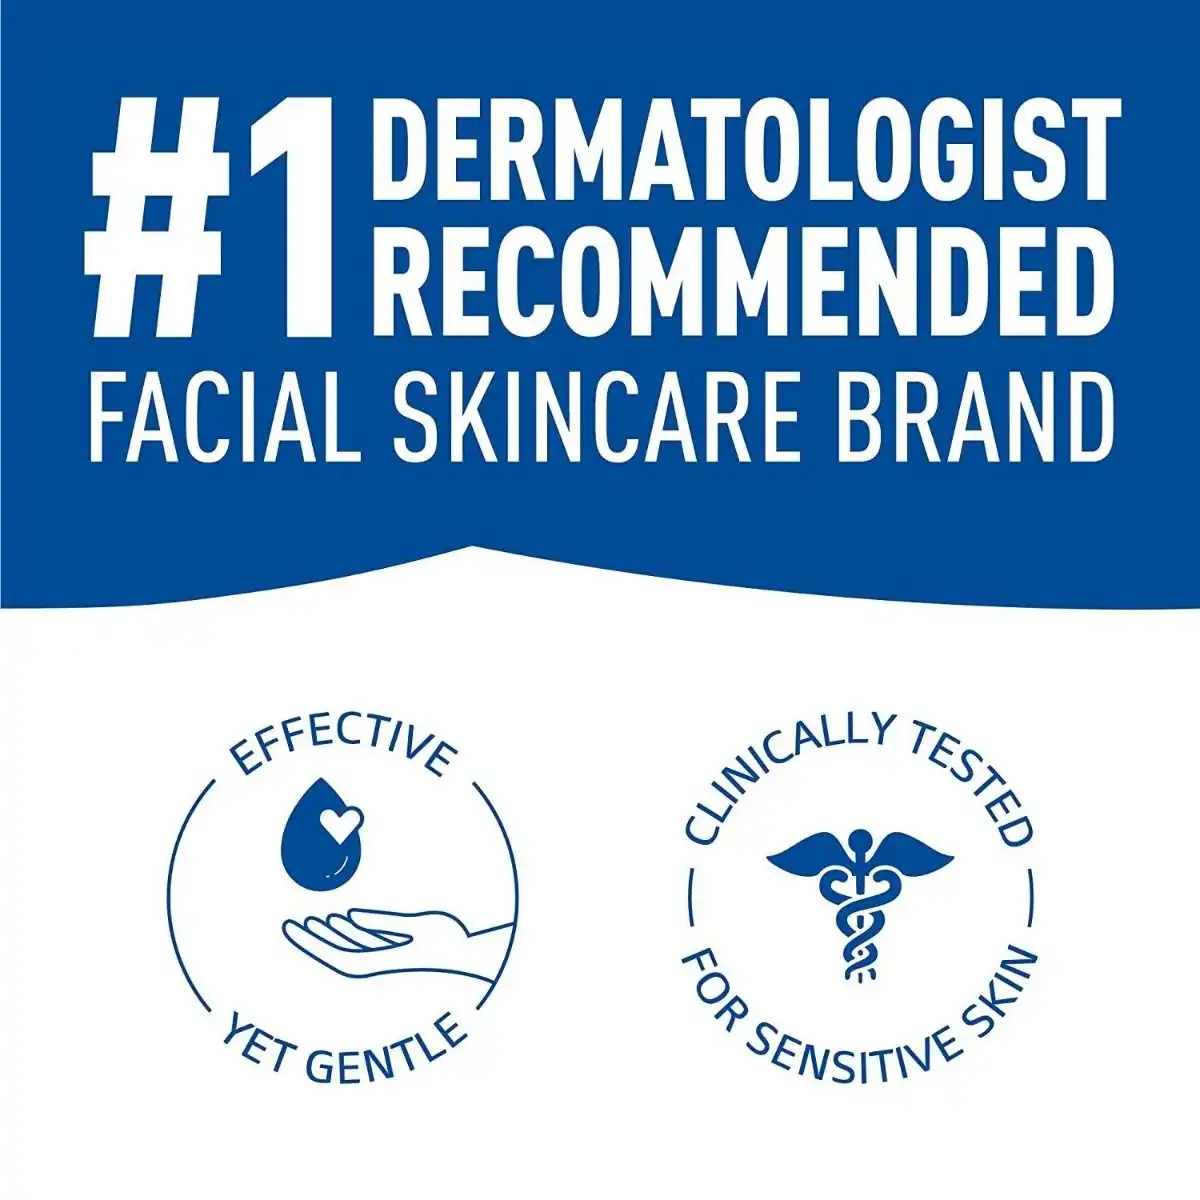 #1 DERMATOLOGIST
RECOMMENDED
FACIAL SKINCARE BRAND
EFFECTIVE
YET GENTLE
CLINICALLY TESTED
FOR SENSITIVE SKIN